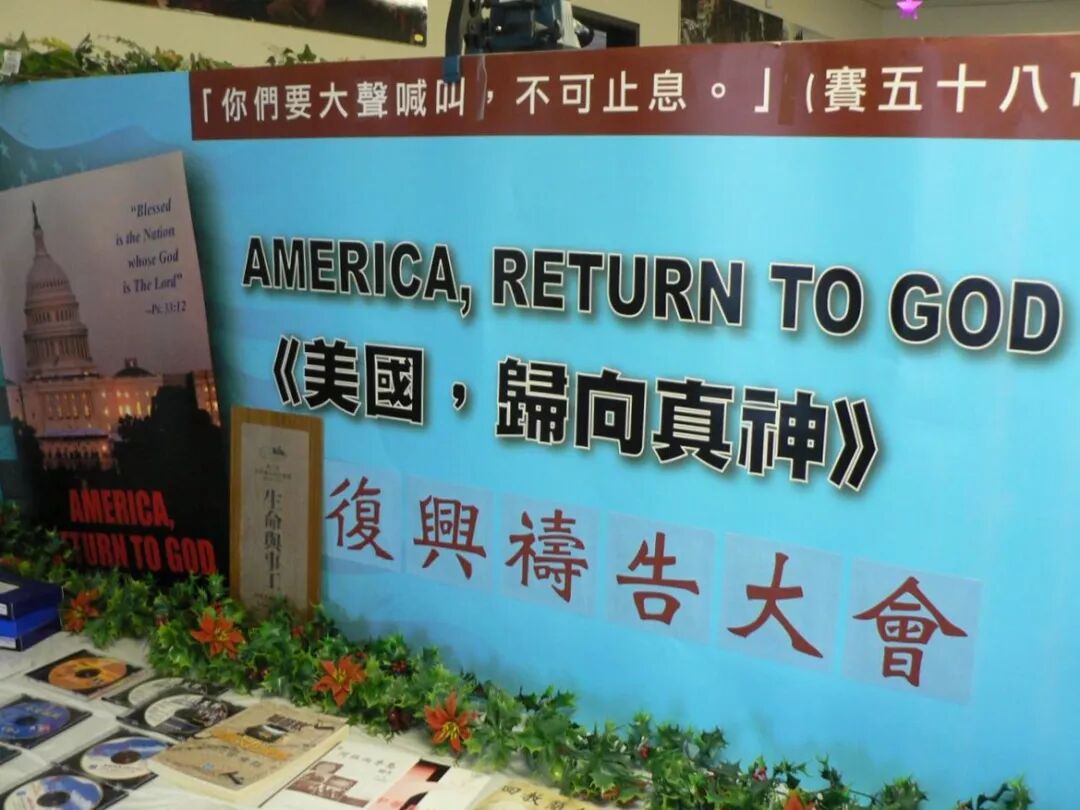 「你們要大聲喊叫，不可止息。」(賽五十八
"Blessed
is the Nation
whose God
is The Lord"
--Ps. 33:12
AMERICA, RETURN TO GOD
《美國，歸向真神》
AMERICA,
RETURN TO GOD
生命與事工
復興禱告大會